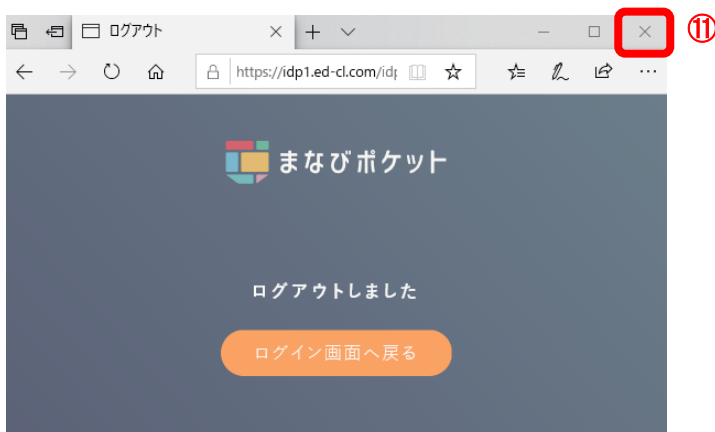 ログアウト
⑪
https://idp1.ed-cl.com/idp
まなびポケット
ログアウトしました
ログイン画面へ戻る